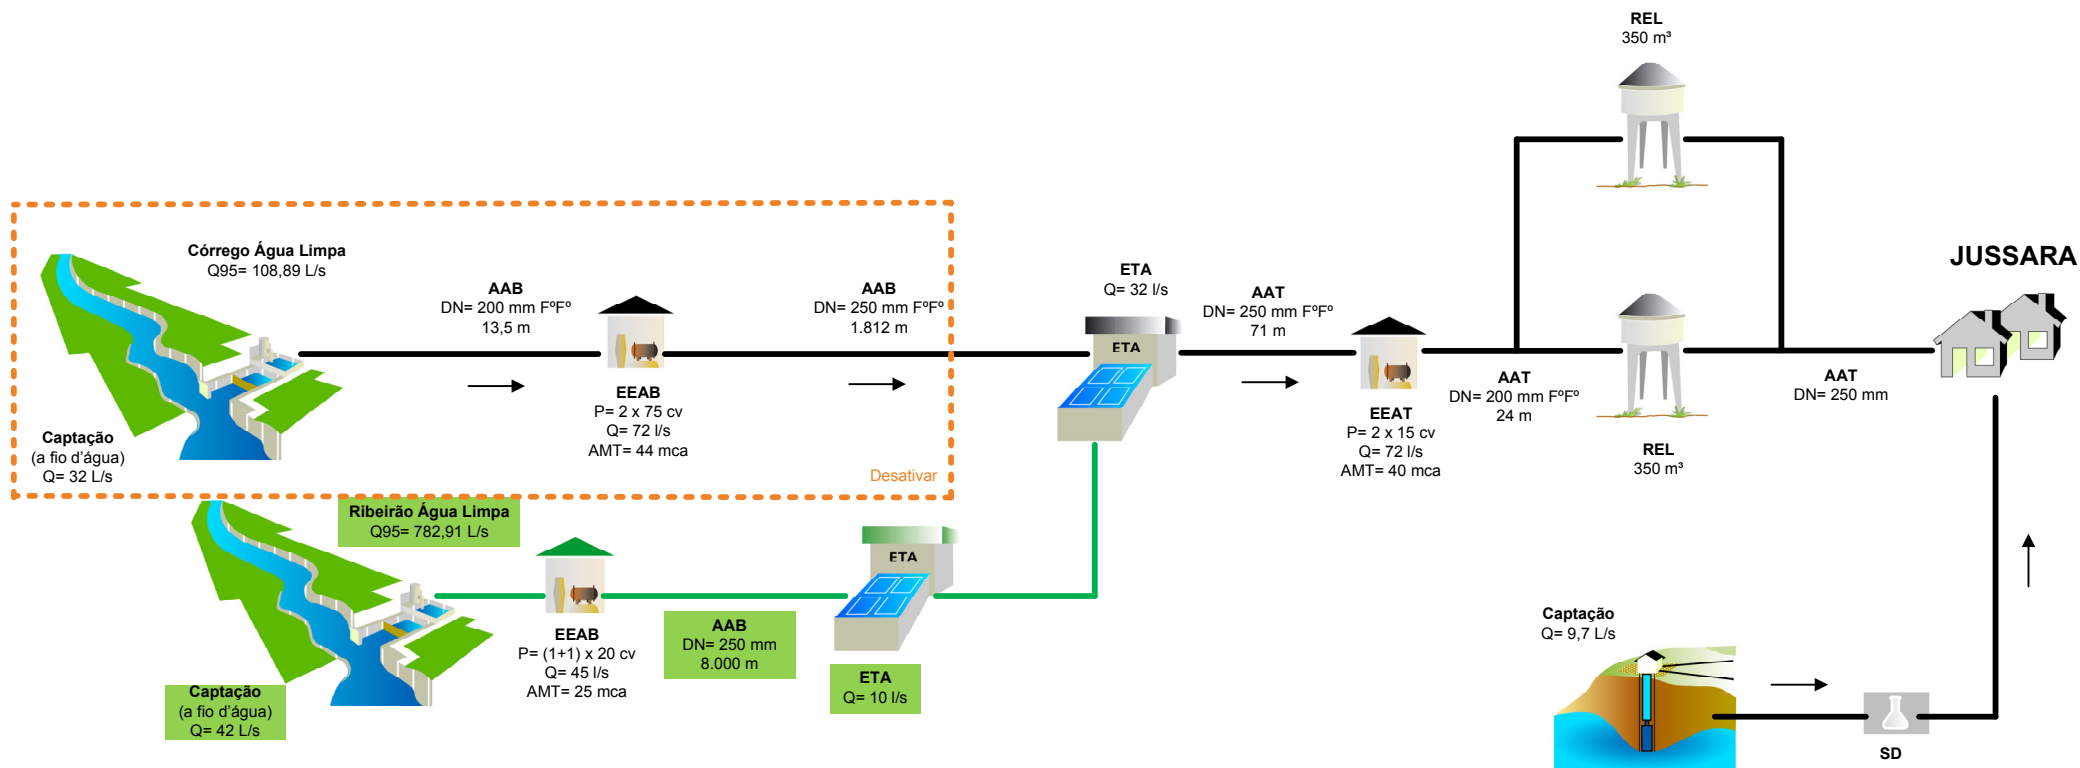 REL
350 m³
Córrego Água Limpa
Q95= 108,89 L/s
AAB
DN= 200 mm FºFº
13,5 m
AAB
DN= 250 mm FºFº
1.812 m
ETA
Q= 32 l/s
AAT
DN= 250 mm FºFº
71 m
JUSSARA
ETA
EEAB
P= 2 x 75 cv
Q= 72 l/s
AMT= 44 mca
EEAT
P= 2 x 15 cv
Q= 72 l/s
AMT= 40 mca
AAT
DN= 200 mm FºFº
24 m
AAT
DN= 250 mm
REL
350 m³
Captação
(a fio d'água)
Q= 32 L/s
Desativar
Ribeirão Água Limpa
Q95= 782,91 L/s
ETA
EEAB
P= (1+1) x 20 cv
Q= 45 l/s
AMT= 25 mca
AAB
DN= 250 mm
8.000 m
ETA
Q= 10 l/s
Captação
(a fio d'água)
Q= 42 L/s
Captação
Q= 9,7 L/s
SD